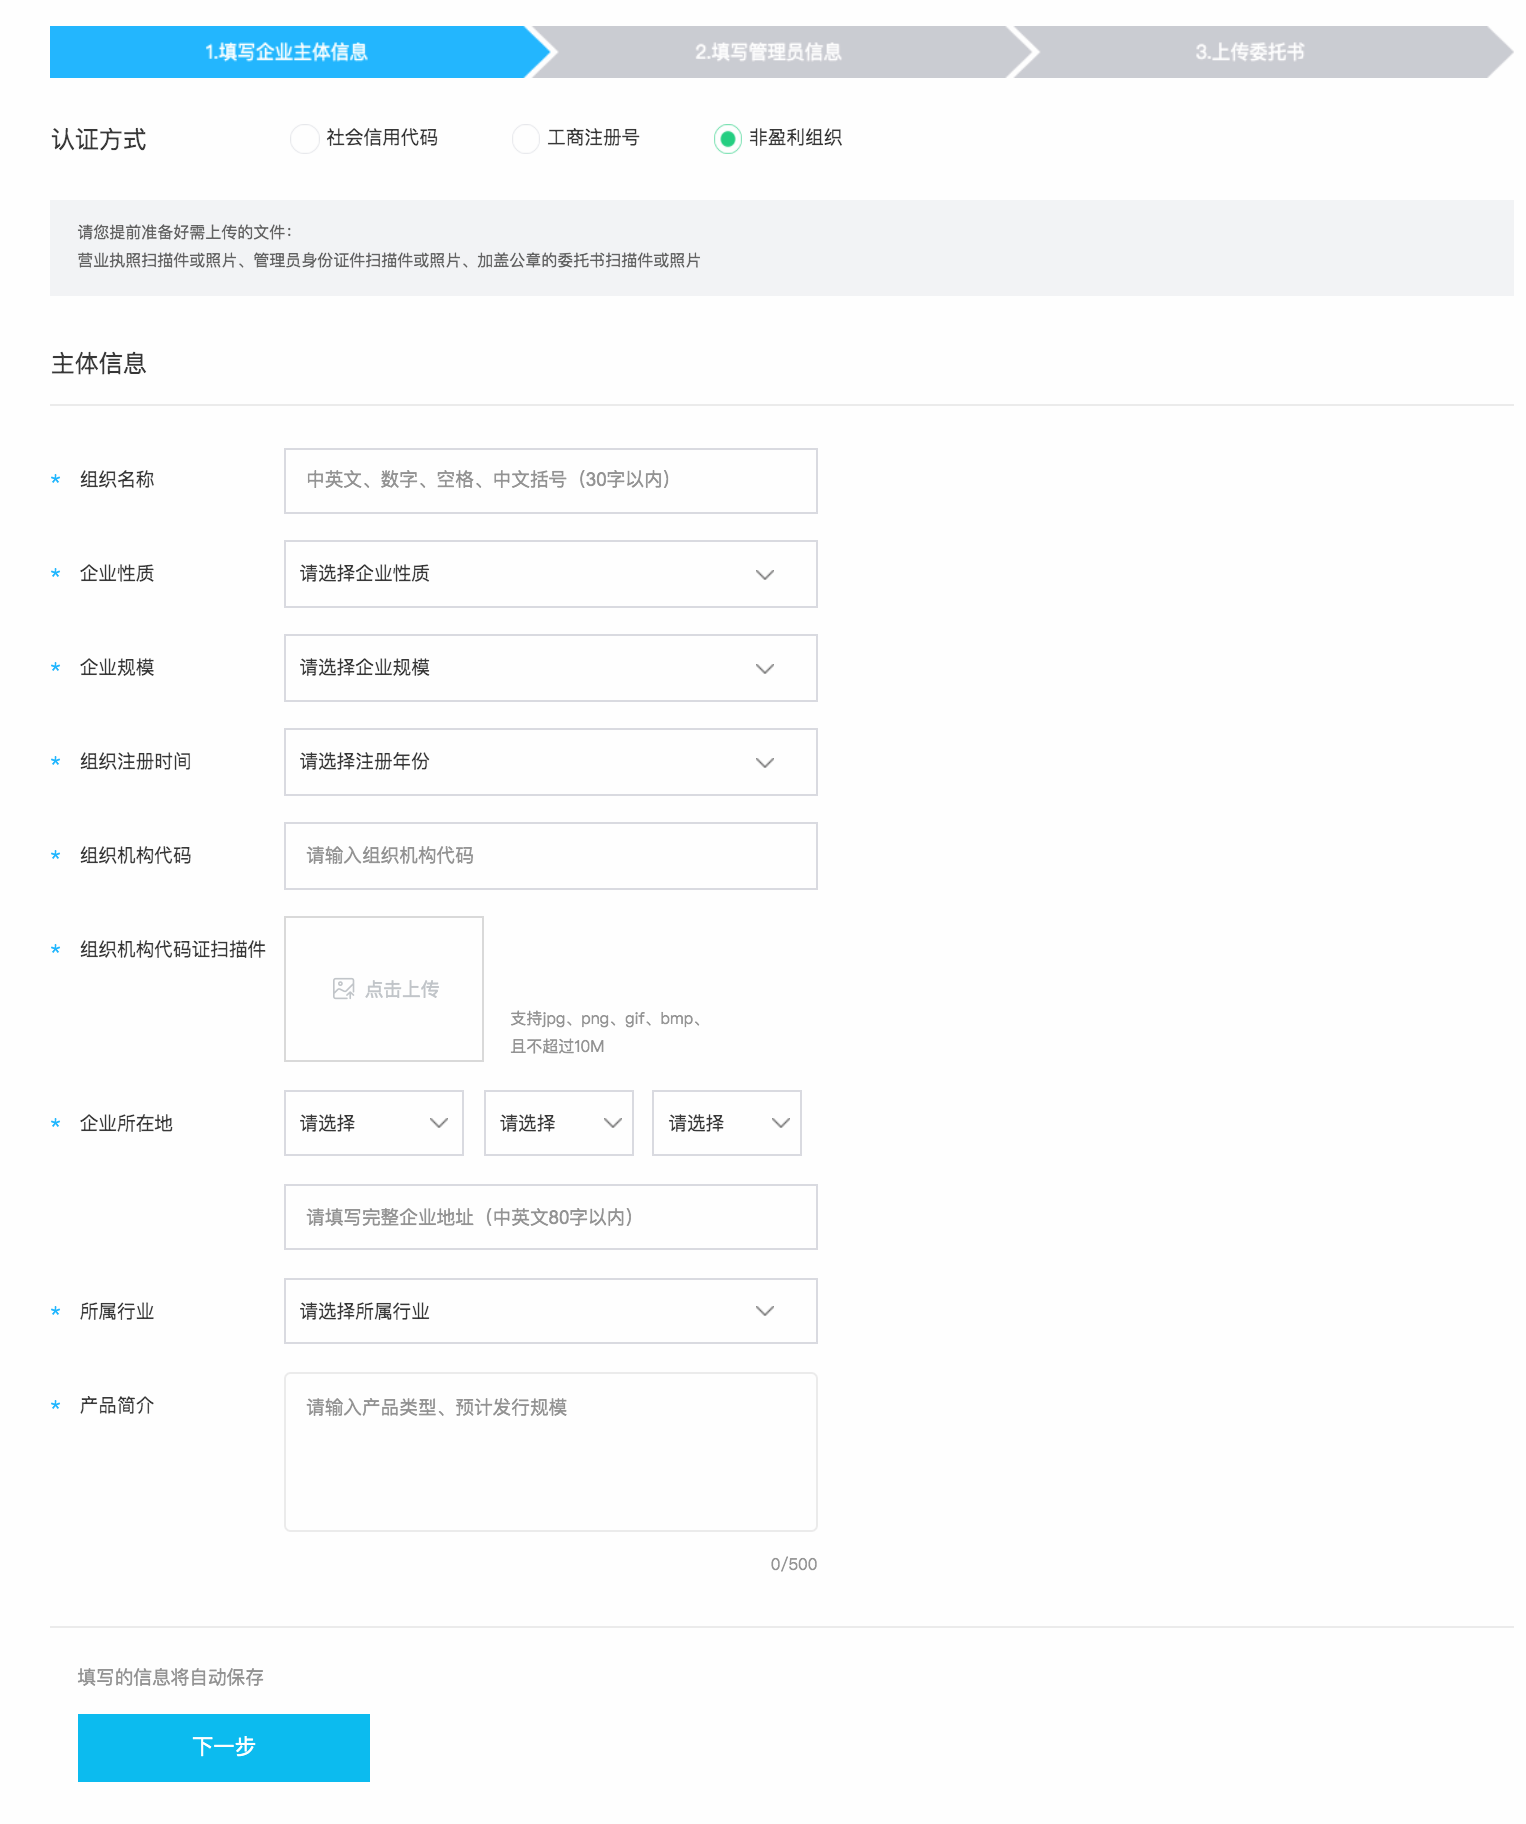 1.填写企业主体信息
2.填写管理员信息
3.上传委托书
认证方式
社会信用代码
工商注册号
非盈利组织
请您提前准备好需上传的文件：
营业执照扫描件或照片、管理员身份证件扫描件或照片、加盖公章的委托书扫描件或照片
主体信息
* 组织名称
中英文、数字、空格、中文括号（30字以内）
* 企业性质
请选择企业性质
* 企业规模
请选择企业规模
* 组织注册时间
请选择注册年份
* 组织机构代码
请输入组织机构代码
* 组织机构代码证扫描件
点击上传
支持jpg、png、gif、bmp、
且不超过10M
* 企业所在地
请选择
请选择
请选择
请填写完整企业地址（中英文80字以内）
* 所属行业
请选择所属行业
* 产品简介
请输入产品类型、预计发行规模
0/500
填写的信息将自动保存
下一步